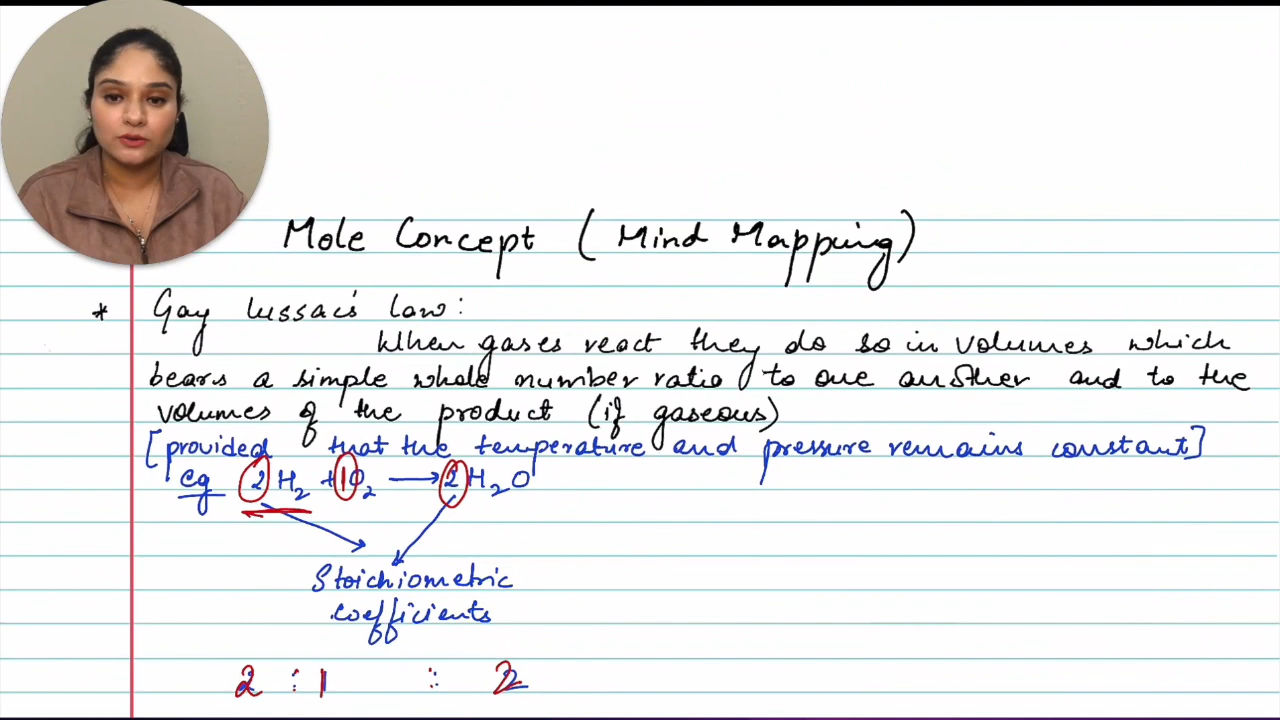 Mole Concept (Mind Mapping)
* Gay lussac's law:
When gases react they do so in volumes which
bears a simple whole number ratio to one another and to the
volumes of the product (if gaseous)
[provided that the temperature and pressure remains constant]
eg 2H2 + 1O2 → 2H2O
Stoichiometric
coefficients
2 : 1 : 2